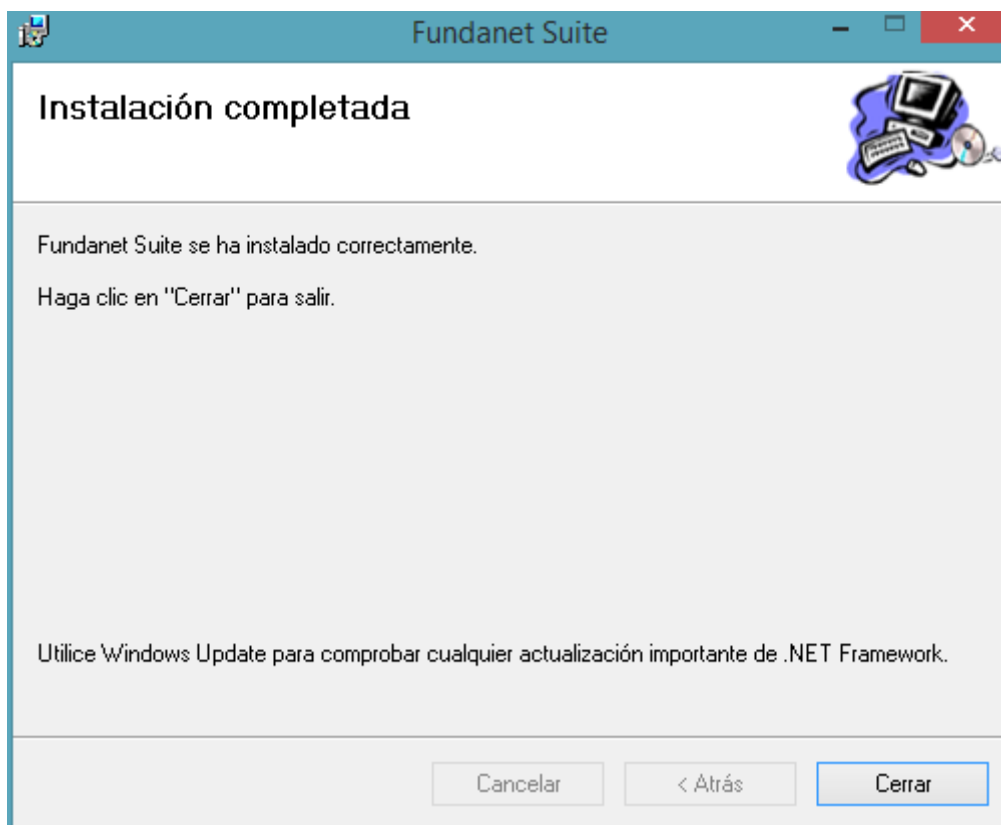 Fundanet Suite
Instalación completada
Fundanet Suite se ha instalado correctamente.
Haga clic en "Cerrar" para salir.
Utilice Windows Update para comprobar cualquier actualización importante de .NET Framework.
Cancelar
< Atrás
Cerrar